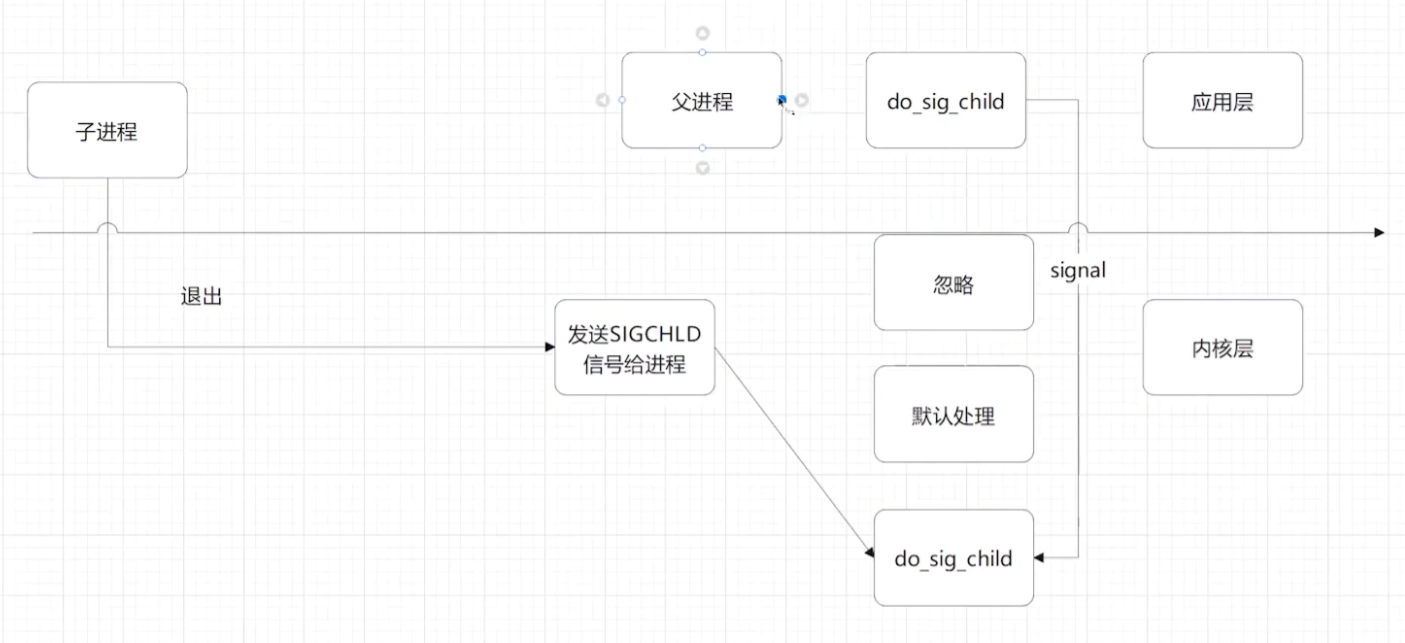 子进程
父进程
do_sig_child
应用层
退出
发送SIGCHLD
信号给进程
忽略
signal
默认处理
内核层
do_sig_child